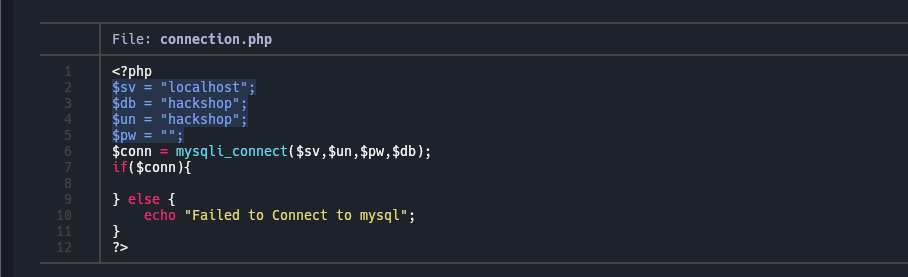 File: connection.php
1 <?php
2 $sv = "localhost";
3 $db = "hackshop";
4 $un = "hackshop";
5 $pw = "";
6 $conn = mysqli_connect($sv,$un,$pw,$db);
7 if($conn){
8
9 } else {
10     echo "Failed to Connect to mysql";
11 }
12 ?>